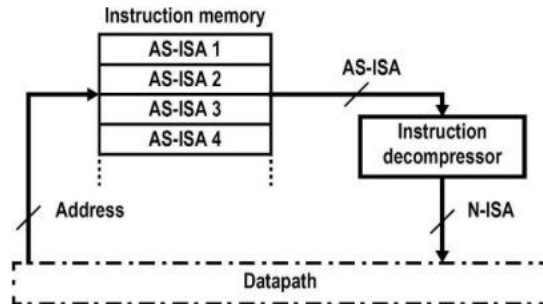 Instruction memory
AS-ISA 1
AS-ISA 2
AS-ISA 3
AS-ISA 4
AS-ISA
Instruction
decompressor
Address
N-ISA
Datapath